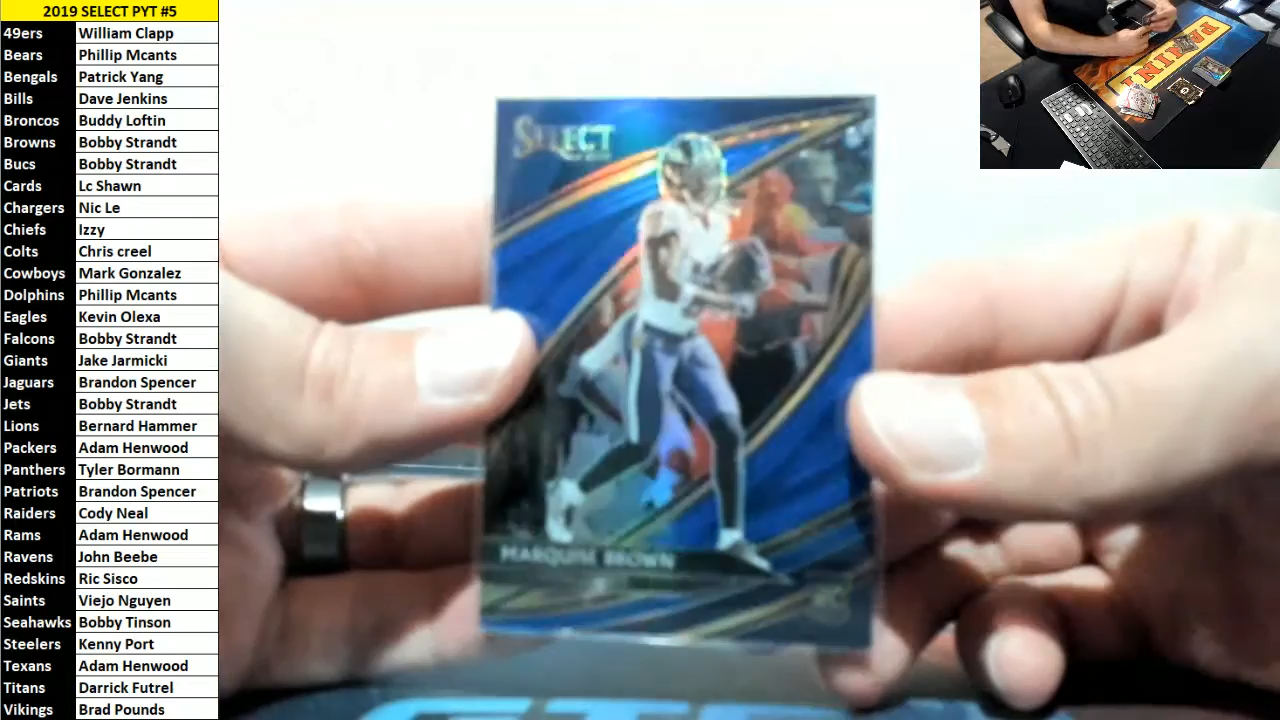 2019 SELECT PYT #5
49ers William Clapp
Bears Phillip Mcants
Bengals Patrick Yang
Bills Dave Jenkins
Broncos Buddy Loftin
Browns Bobby Strandt
Bucs Bobby Strandt
Cards Lc Shawn
Chargers Nic Le
Chiefs Izzy
Colts Chris creel
Cowboys Mark Gonzalez
Dolphins Phillip Mcants
Eagles Kevin Olexa
Falcons Bobby Strandt
Giants Jake Jarmicki
Jaguars Brandon Spencer
Jets Bobby Strandt
Lions Bernard Hammer
Packers Adam Henwood
Panthers Tyler Bormann
Patriots Brandon Spencer
Raiders Cody Neal
Rams Adam Henwood
Ravens John Beebe
Redskins Ric Sisco
Saints Viejo Nguyen
Seahawks Bobby Tinson
Steelers Kenny Port
Texans Adam Henwood
Titans Darrick Futrel
Vikings Brad Pounds
SELECT
MARQUISE BROWN
RC
PANINI